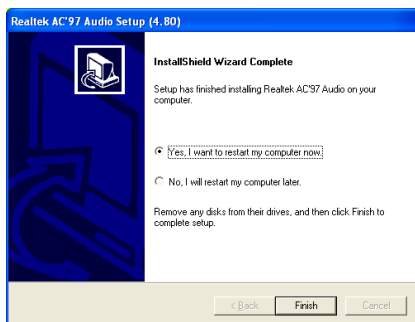 Realtek AC'97 Audio Setup (4.80)
InstallShield Wizard Complete
Setup has finished installing Realtek AC'97 Audio on your
computer.
Yes, I want to restart my computer now.
No, I will restart my computer later.
Remove any disks from their drives, and then click Finish to
complete setup.
< Back
Finish
Cancel